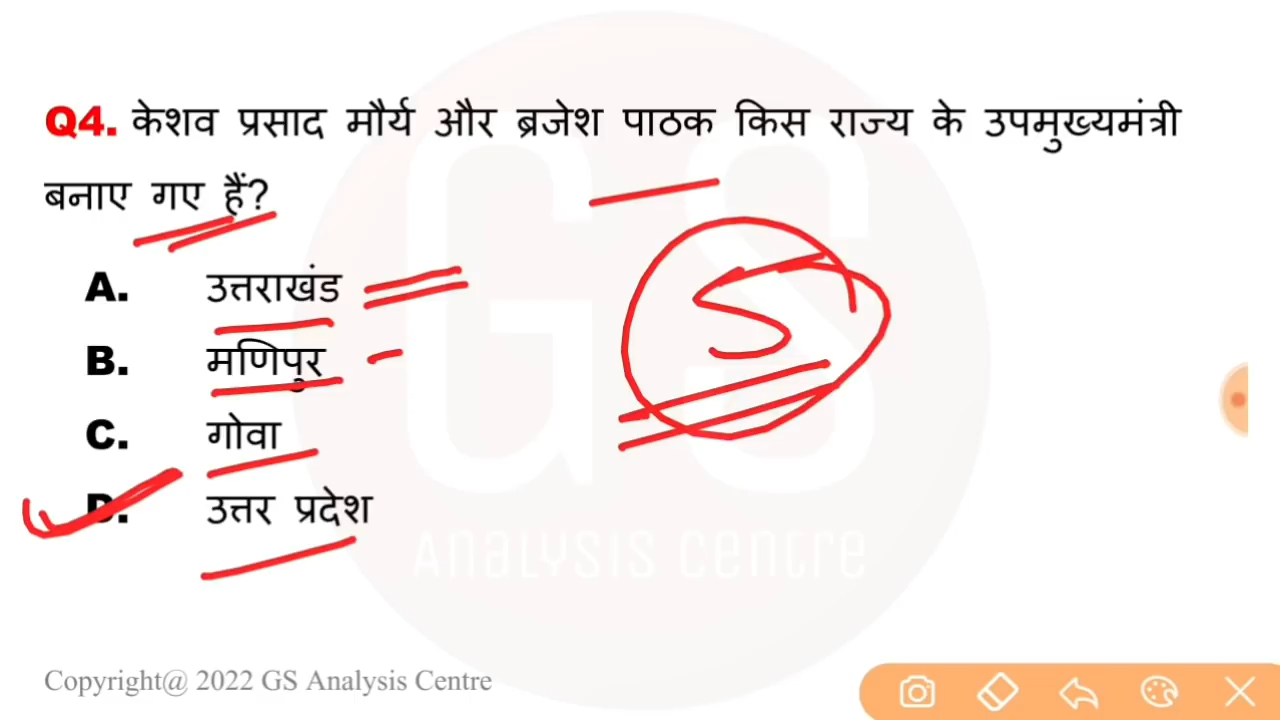 Q4. केशव प्रसाद मौर्य और ब्रजेश पाठक किस राज्य के उपमुख्यमंत्री
बनाए गए हैं?
A. उत्तराखंड
B. मणिपुर
C. गोवा
D. उत्तर प्रदेश
5
GS
Analysis Centre
Copyright@ 2022 GS Analysis Centre